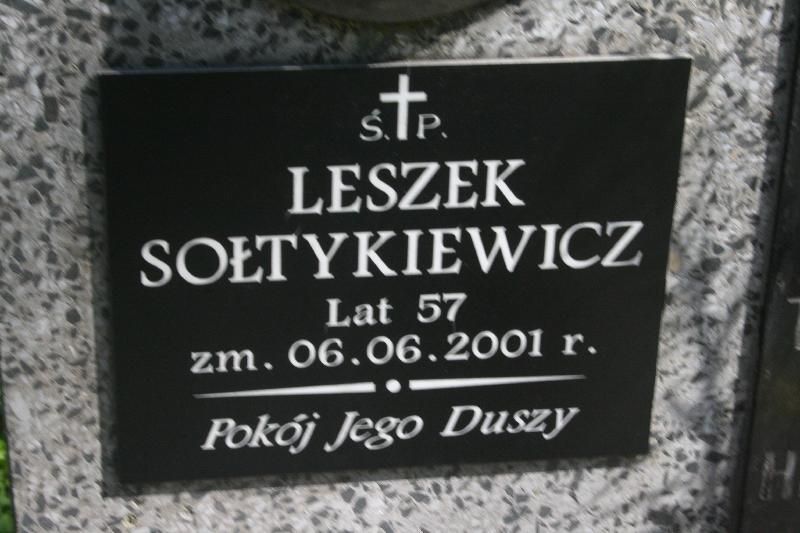 Ś. P.
LESZEK
SOŁTYKIEWICZ
Lat 57
zm. 06.06.2001 r.
Pokój Jego Duszy